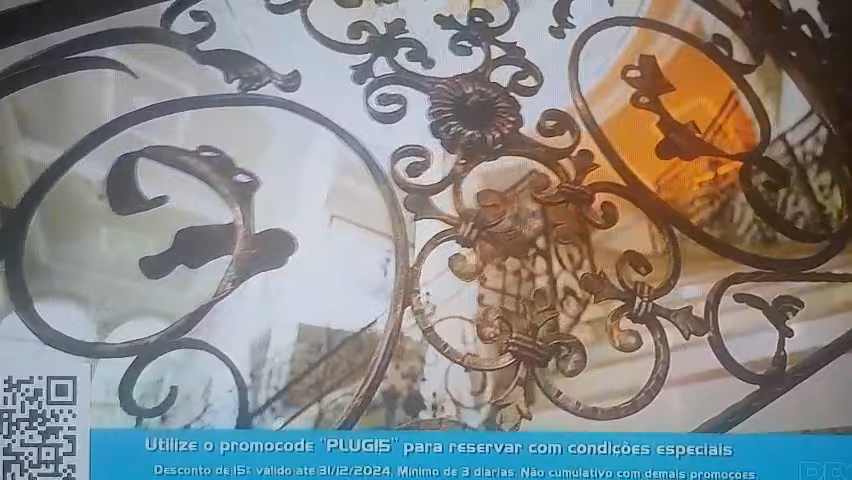 Utilize o promocode "PLUG15" para reservar com condições especiais
Desconto de 15% válido até 31/12/2024. Mínimo de 3 diárias. Não cumulativo com demais promoções.